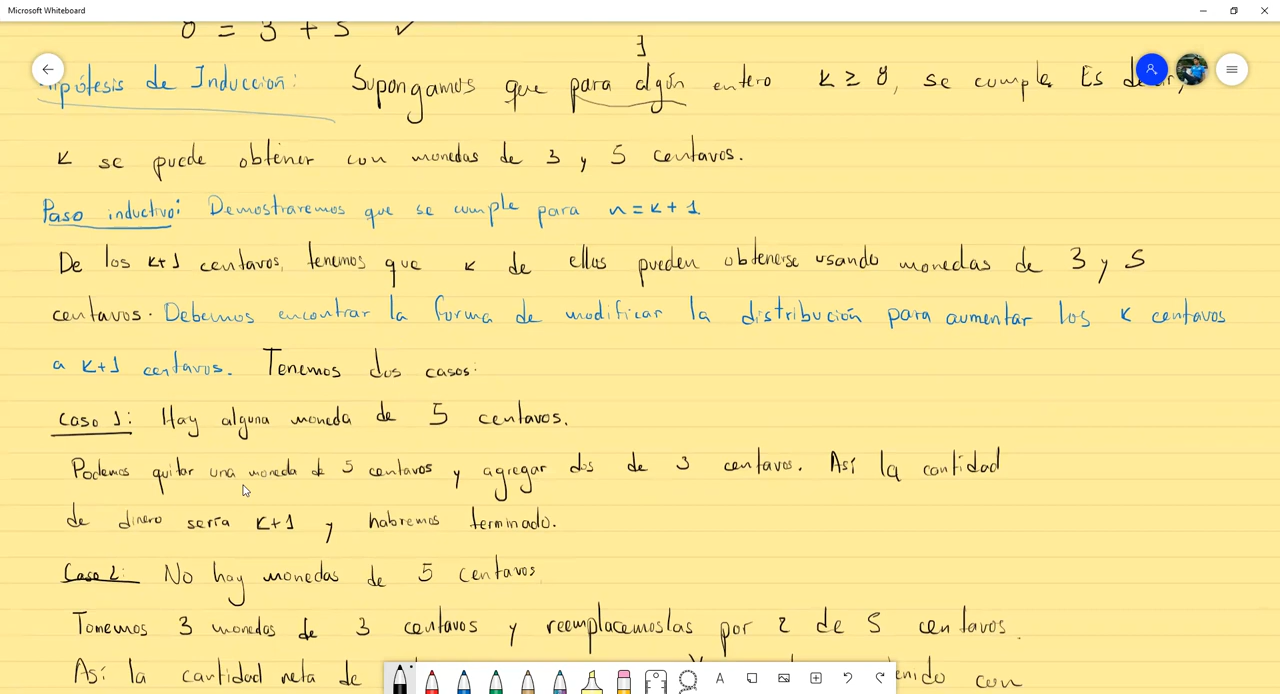 Microsoft Whiteboard
8 = 3 + 5 ✓
Hipótesis de Inducción: Supongamos que para algún entero K ≥ 8, se cumple. Es decir,
K se puede obtener con monedas de 3 y 5 centavos.
Paso inductivo: Demostraremos que se cumple para n = K + 1.
De los K+1 centavos, tenemos que K de ellos pueden obtenerse usando monedas de 3 y 5
centavos. Debemos encontrar la forma de modificar la distribución para aumentar los K centavos
a K+1 centavos. Tenemos dos casos:
Caso 1: Hay alguna moneda de 5 centavos.
Podemos quitar una moneda de 5 centavos y agregar dos de 3 centavos. Así la cantidad
de dinero sería K+1 y habremos terminado.
Caso 2: No hay monedas de 5 centavos.
Tomemos 3 monedas de 3 centavos y reemplacemoslas por 2 de 5 centavos.
Así la cantidad neta de con